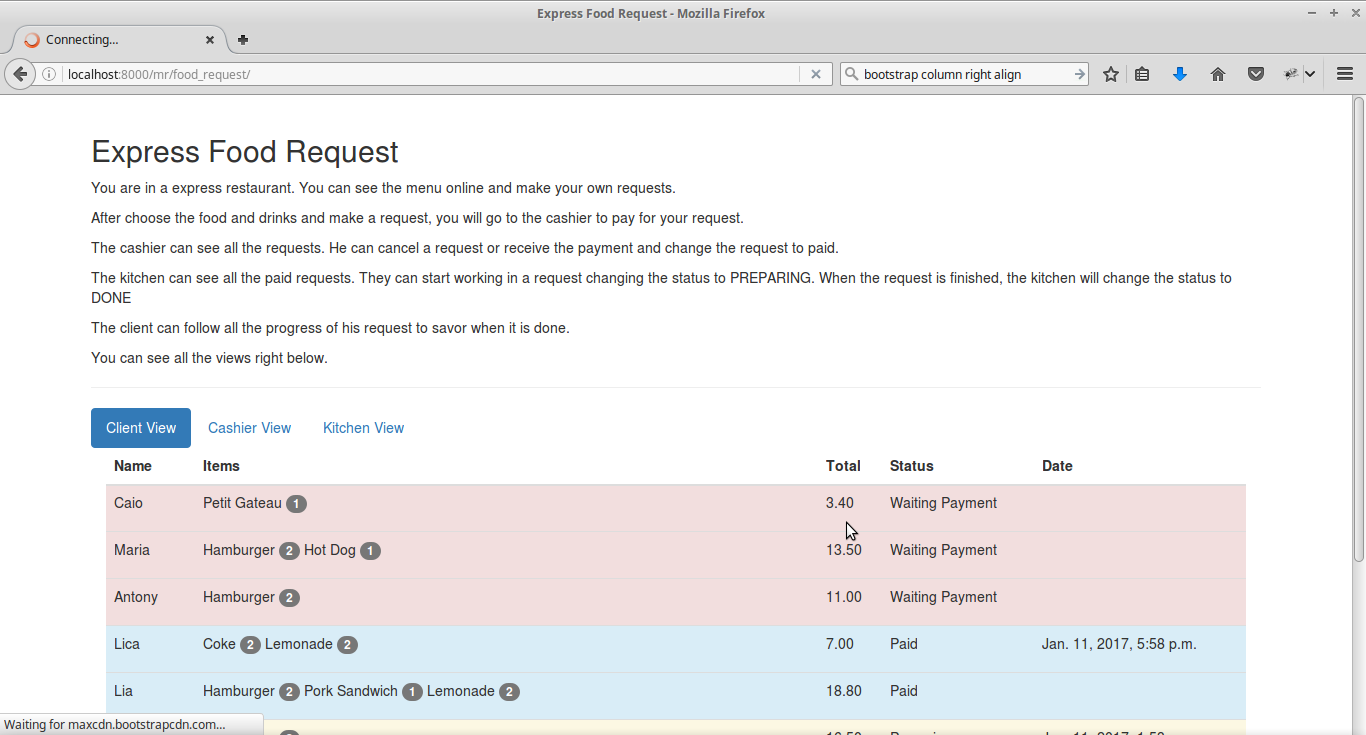 Express Food Request - Mozilla Firefox
Connecting...
localhost:8000/mr/food_request/
bootstrap column right align
Express Food Request
You are in a express restaurant. You can see the menu online and make your own requests.
After choose the food and drinks and make a request, you will go to the cashier to pay for your request.
The cashier can see all the requests. He can cancel a request or receive the payment and change the request to paid.
The kitchen can see all the paid requests. They can start working in a request changing the status to PREPARING. When the request is finished, the kitchen will change the status to
DONE
The client can follow all the progress of his request to savor when it is done.
You can see all the views right below.
Client View Cashier View Kitchen View
Name Items Total Status Date
Caio Petit Gateau 1 3.40 Waiting Payment
Maria Hamburger 2 Hot Dog 1 13.50 Waiting Payment
Antony Hamburger 2 11.00 Waiting Payment
Lica Coke 2 Lemonade 2 7.00 Paid Jan. 11, 2017, 5:58 p.m.
Lia Hamburger 2 Pork Sandwich 1 Lemonade 2 18.80 Paid
Waiting for maxcdn.bootstrapcdn.com...